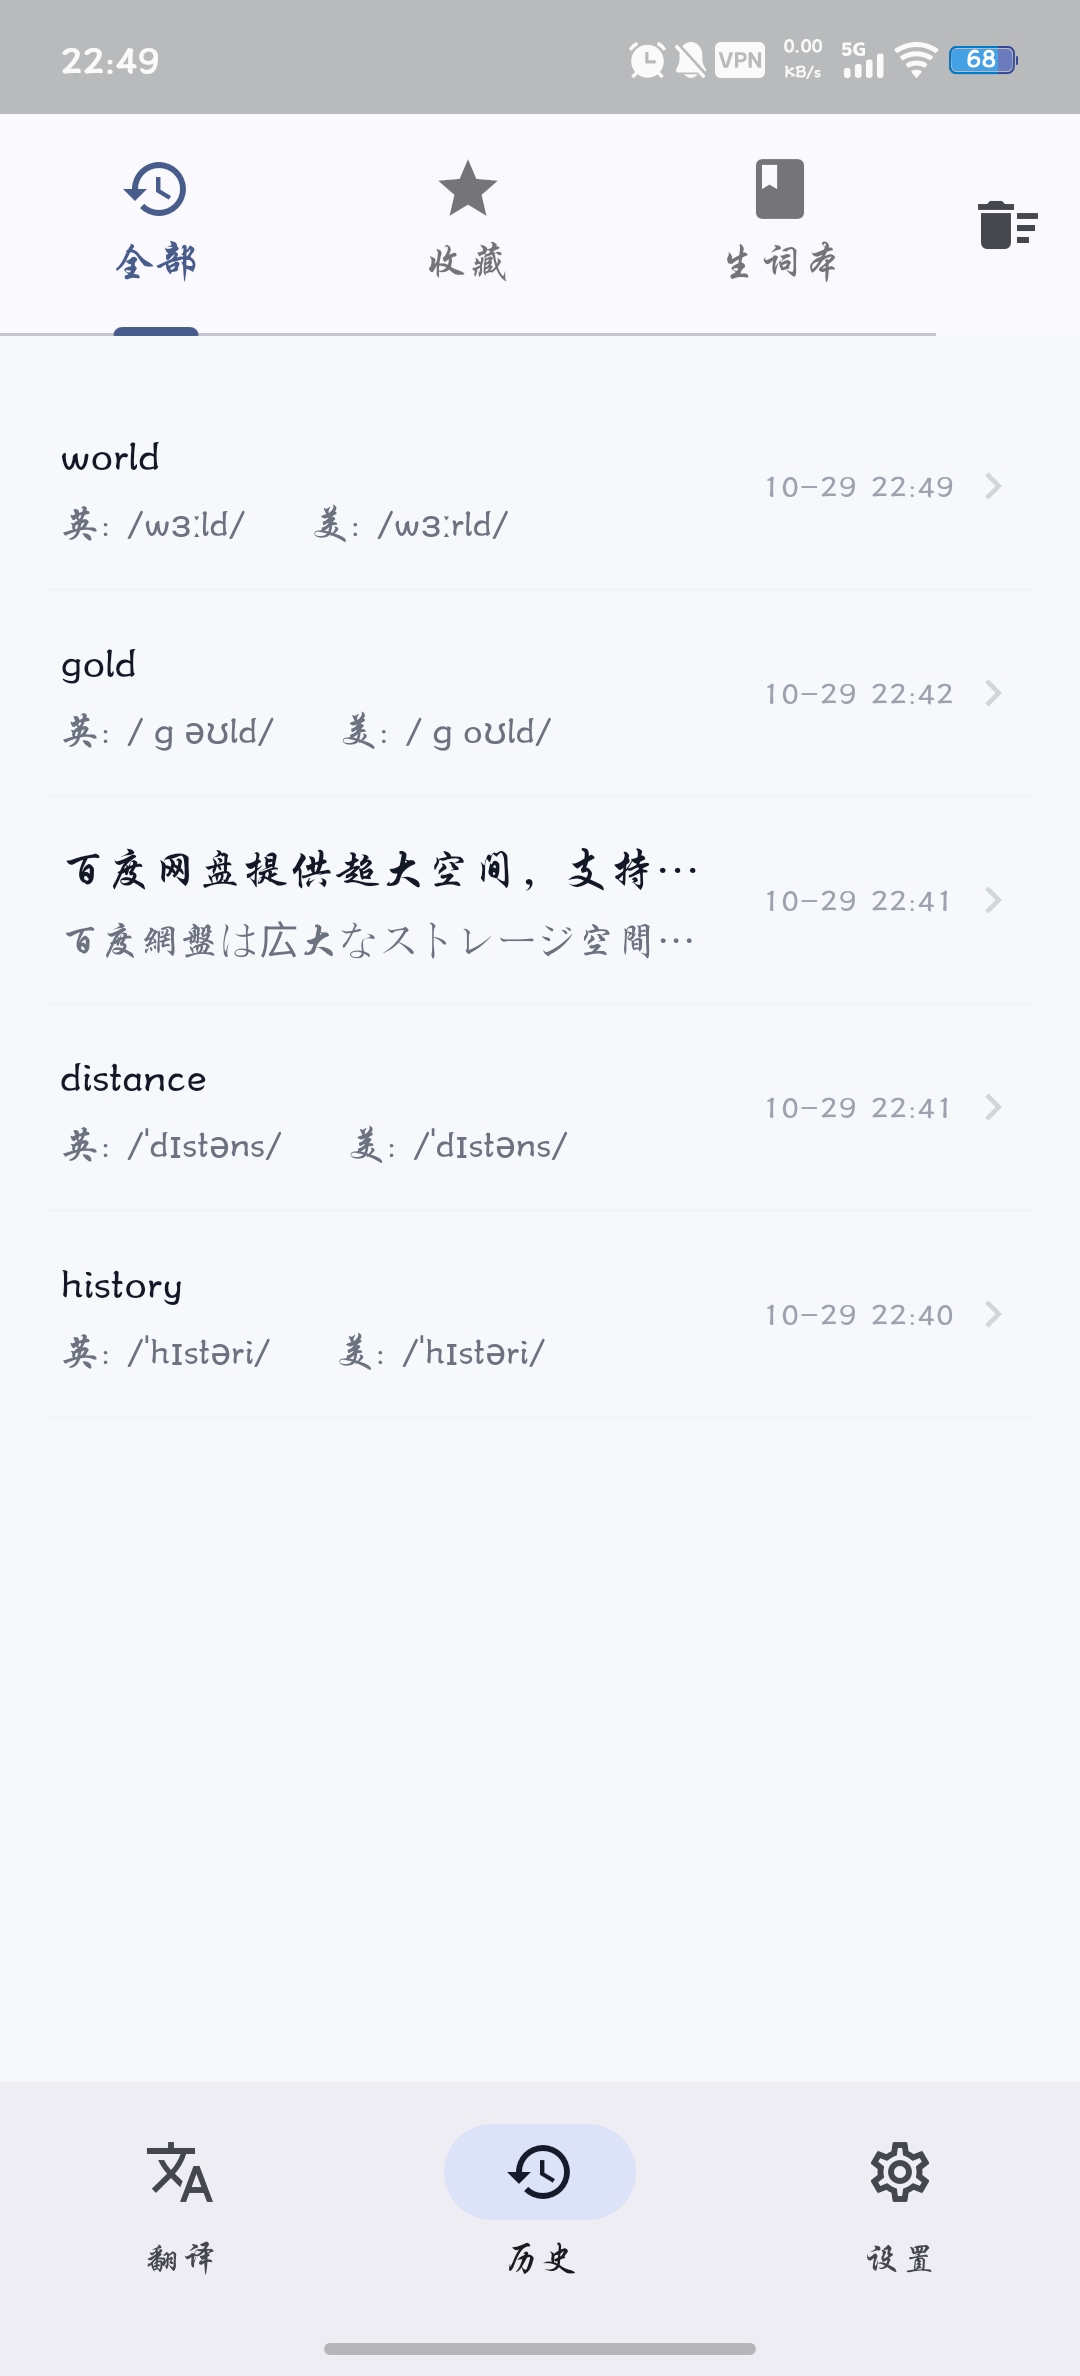 22:49
VPN
0.00
KB/s
5G
68
全部
收藏
生词本
world
英: /wɜːld/ 美: /wɜːrld/
10-29 22:49
gold
英: / g əʊld/ 美: / g oʊld/
10-29 22:42
百度网盘提供超大空间，支持…
百度網盤は広大なストレージ空間…
10-29 22:41
distance
英: /ˈdɪstəns/ 美: /ˈdɪstəns/
10-29 22:41
history
英: /ˈhɪstəri/ 美: /ˈhɪstəri/
10-29 22:40
翻译
历史
设置